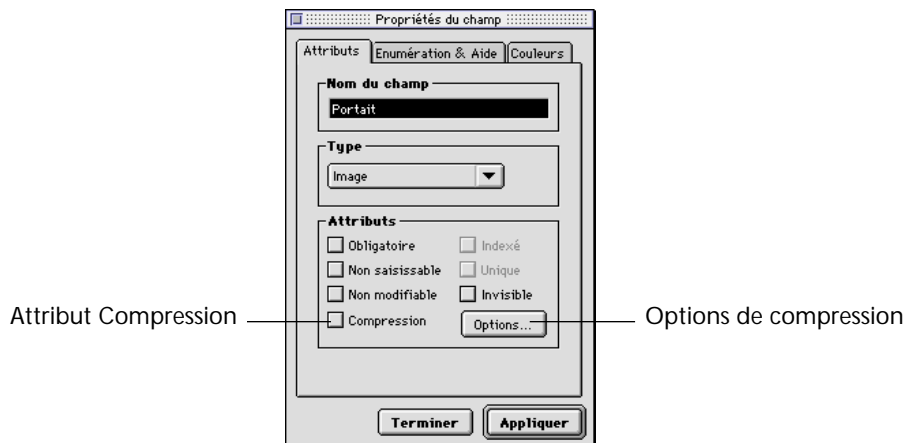 Propriétés du champ
Attributs
Enumération & Aide
Couleurs
Nom du champ
Portait
Type
Image
Attributs
Obligatoire
Indexé
Non saisissable
Unique
Non modifiable
Invisible
Attribut Compression
Compression
Options...
Options de compression
Terminer
Appliquer